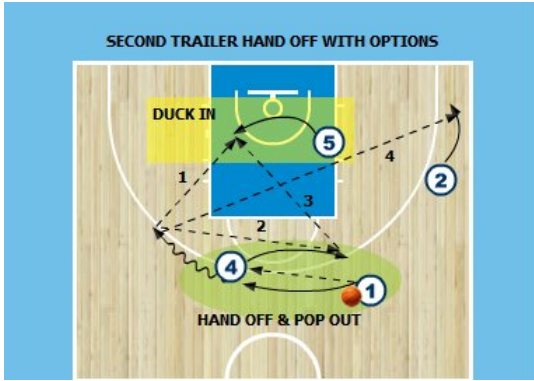 SECOND TRAILER HAND OFF WITH OPTIONS
DUCK IN
5
4
2
1
3
2
4
1
HAND OFF & POP OUT